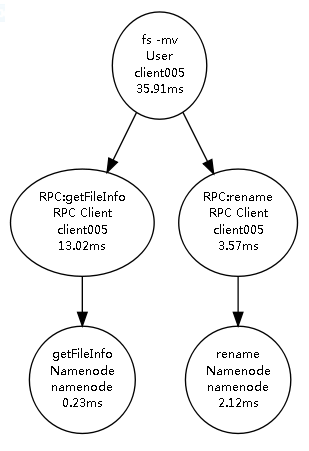 fs -mv
User
client005
35.91ms
RPC:getFileInfo
RPC Client
client005
13.02ms
RPC:rename
RPC Client
client005
3.57ms
getFileInfo
Namenode
namenode
0.23ms
rename
Namenode
namenode
2.12ms